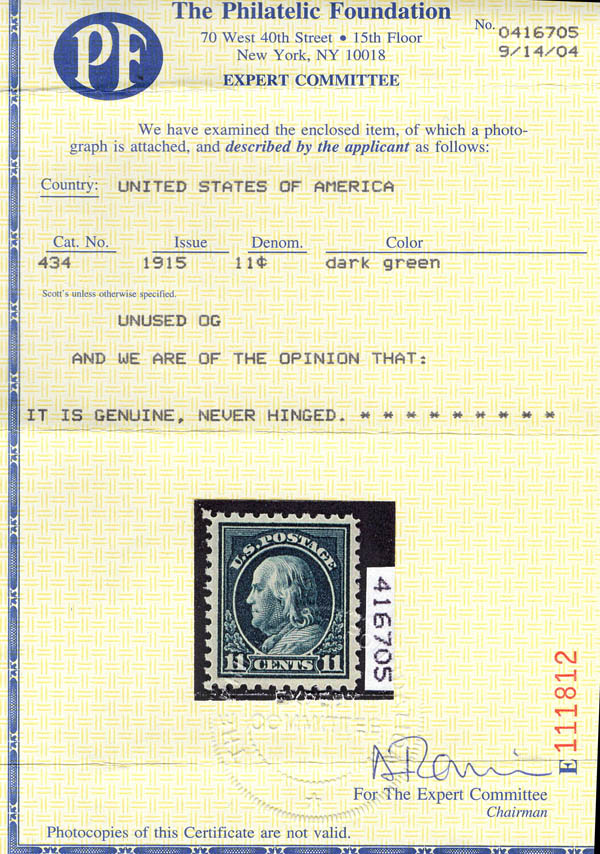 PF
The Philatelic Foundation
70 West 40th Street • 15th Floor
New York, NY 10018
EXPERT COMMITTEE
No. 0416705
9/14/04
We have examined the enclosed item, of which a photo-
graph is attached, and described by the applicant as follows:
Country: UNITED STATES OF AMERICA
Cat. No. Issue Denom. Color
434 1915 11¢ dark green
Scott's unless otherwise specified.
UNUSED OG
AND WE ARE OF THE OPINION THAT:
IT IS GENUINE, NEVER HINGED. * * * * * * * * *
U.S. POSTAGE
11 CENTS 11
416705
COMMITTEE
E 111812
For The Expert Committee
Chairman
Photocopies of this Certificate are not valid.